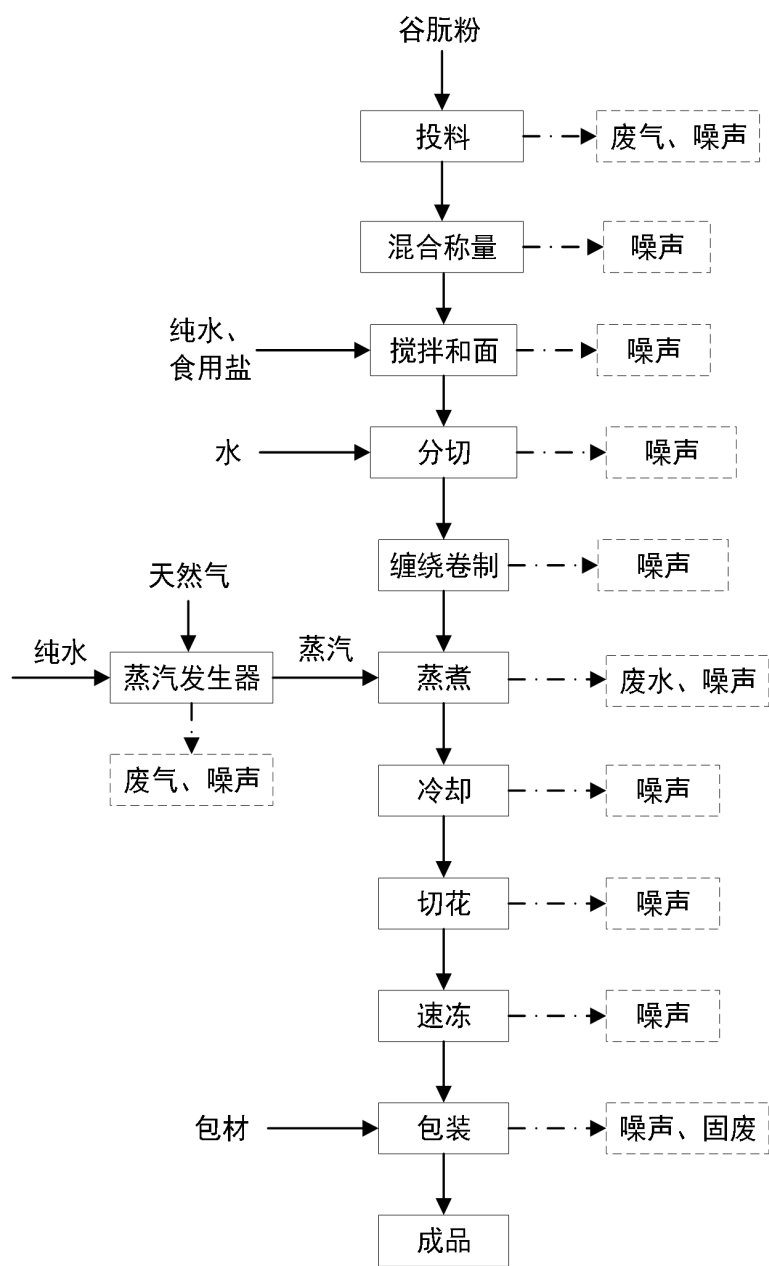 谷朊粉
投料
废气、噪声
混合称量
噪声
纯水、
食用盐
搅拌和面
噪声
水
分切
噪声
缠绕卷制
噪声
天然气
纯水
蒸汽发生器
蒸汽
蒸煮
废水、噪声
废气、噪声
冷却
噪声
切花
噪声
速冻
噪声
包材
包装
噪声、固废
成品